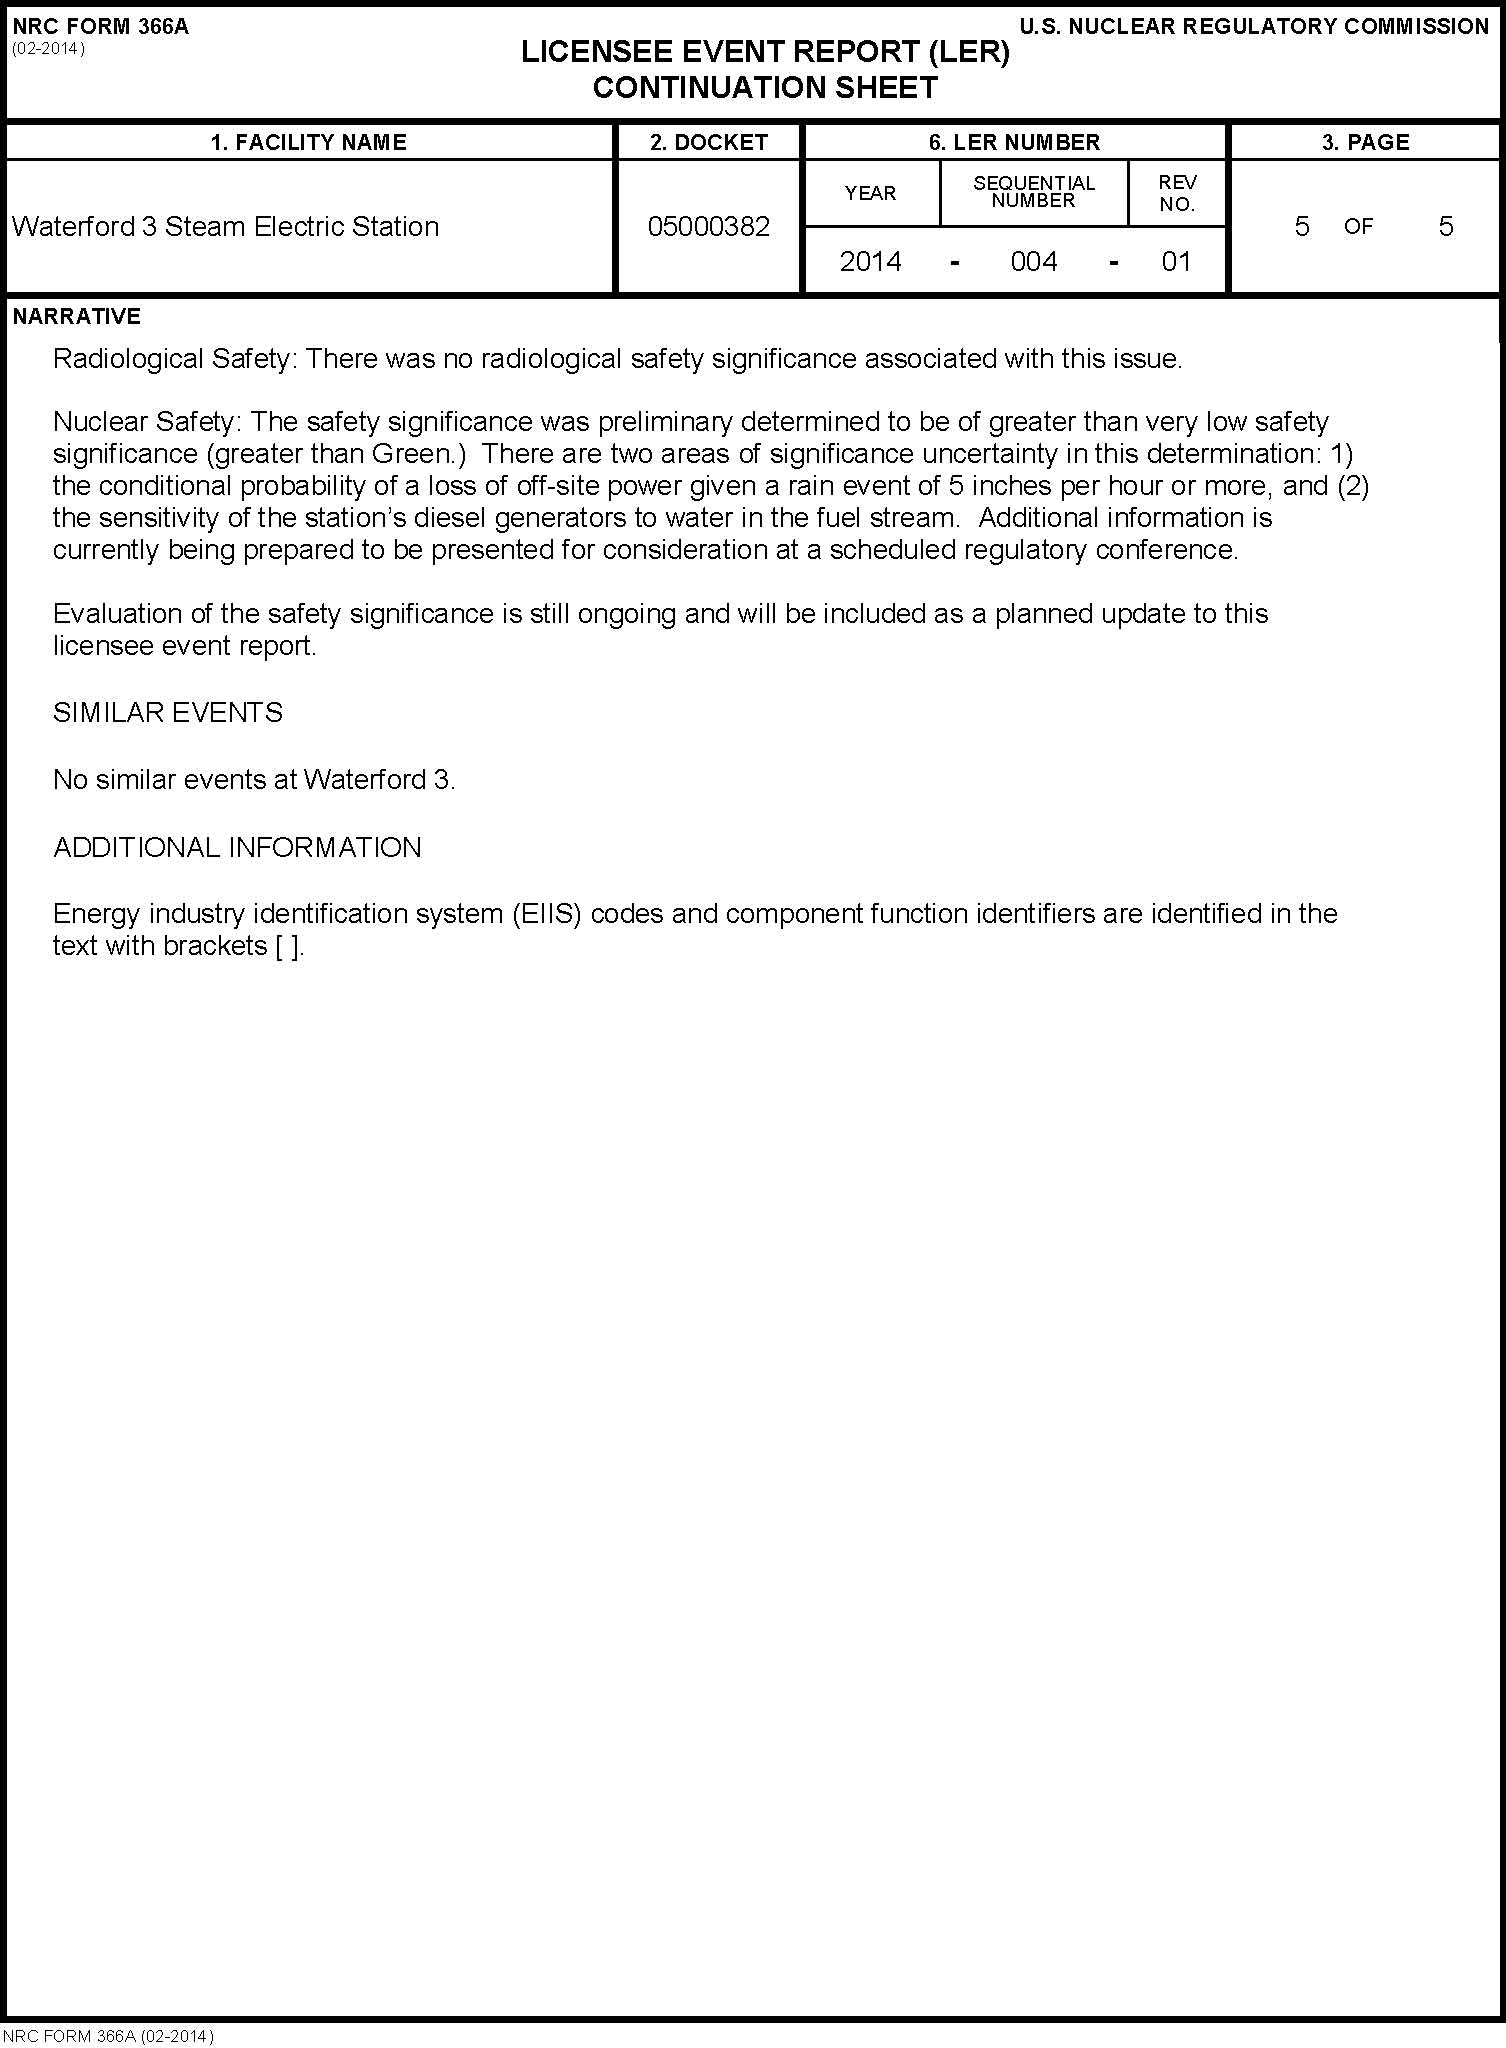 NRC FORM 366A
(02-2014)
U.S. NUCLEAR REGULATORY COMMISSION
LICENSEE EVENT REPORT (LER)
CONTINUATION SHEET
1. FACILITY NAME
2. DOCKET
6. LER NUMBER
3. PAGE
Waterford 3 Steam Electric Station
05000382
YEAR
SEQUENTIAL
NUMBER
REV
NO.
5 OF 5
2014 - 004 - 01
NARRATIVE
Radiological Safety: There was no radiological safety significance associated with this issue.
Nuclear Safety: The safety significance was preliminary determined to be of greater than very low safety
significance (greater than Green.) There are two areas of significance uncertainty in this determination: 1)
the conditional probability of a loss of off-site power given a rain event of 5 inches per hour or more, and (2)
the sensitivity of the station’s diesel generators to water in the fuel stream. Additional information is
currently being prepared to be presented for consideration at a scheduled regulatory conference.
Evaluation of the safety significance is still ongoing and will be included as a planned update to this
licensee event report.
SIMILAR EVENTS
No similar events at Waterford 3.
ADDITIONAL INFORMATION
Energy industry identification system (EIIS) codes and component function identifiers are identified in the
text with brackets [ ].
NRC FORM 366A (02-2014)